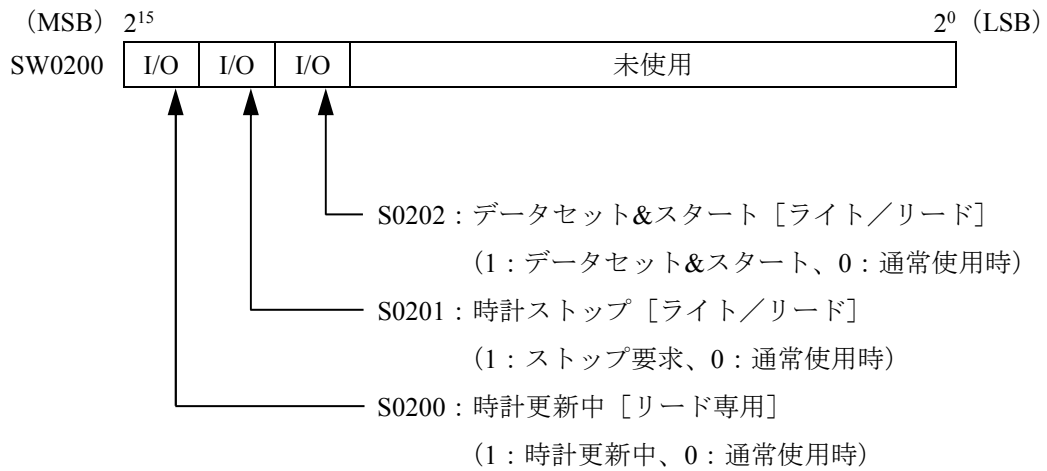 （MSB）2¹⁵ 2⁰（LSB）
SW0200 I/O I/O I/O 未使用
S0202：データセット&スタート［ライト／リード］
（1：データセット&スタート、0：通常使用時）
S0201：時計ストップ［ライト／リード］
（1：ストップ要求、0：通常使用時）
S0200：時計更新中［リード専用］
（1：時計更新中、0：通常使用時）